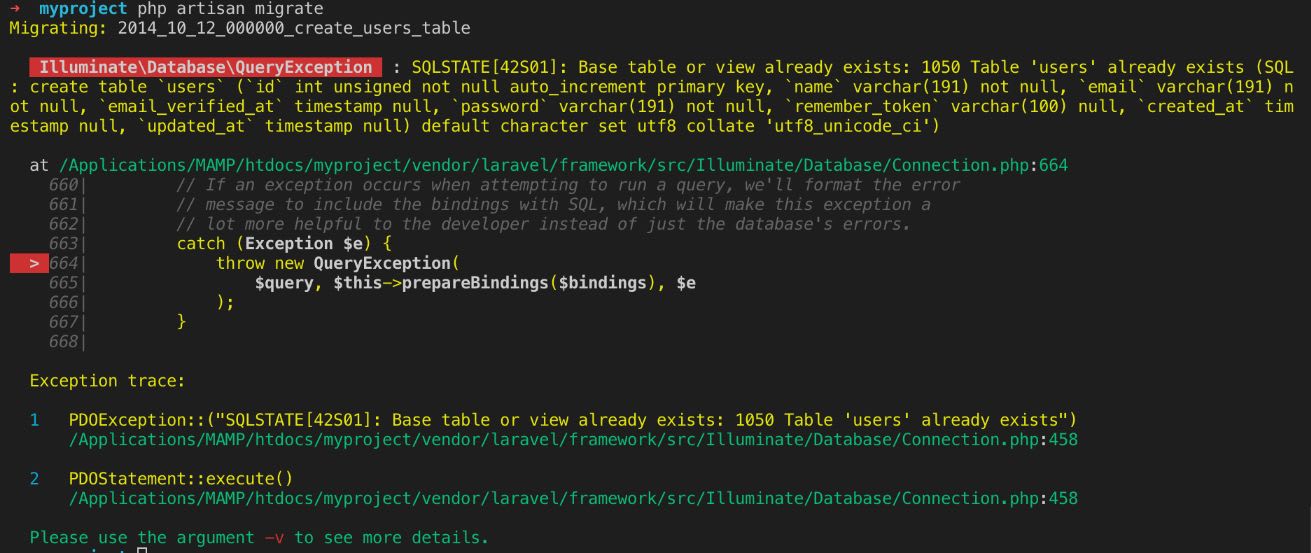 → myproject php artisan migrate
Migrating: 2014_10_12_000000_create_users_table
Illuminate\Database\QueryException : SQLSTATE[42S01]: Base table or view already exists: 1050 Table 'users' already exists (SQL
: create table `users` (`id` int unsigned not null auto_increment primary key, `name` varchar(191) not null, `email` varchar(191) n
ot null, `email_verified_at` timestamp null, `password` varchar(191) not null, `remember_token` varchar(100) null, `created_at` tim
estamp null, `updated_at` timestamp null) default character set utf8 collate 'utf8_unicode_ci')
at /Applications/MAMP/htdocs/myproject/vendor/laravel/framework/src/Illuminate/Database/Connection.php:664
660| // If an exception occurs when attempting to run a query, we'll format the error
661| // message to include the bindings with SQL, which will make this exception a
662| // lot more helpful to the developer instead of just the database's errors.
663| catch (Exception $e) {
> 664| throw new QueryException(
665| $query, $this->prepareBindings($bindings), $e
666| );
667| }
668|
Exception trace:
1 PDOException::("SQLSTATE[42S01]: Base table or view already exists: 1050 Table 'users' already exists")
/Applications/MAMP/htdocs/myproject/vendor/laravel/framework/src/Illuminate/Database/Connection.php:458
2 PDOStatement::execute()
/Applications/MAMP/htdocs/myproject/vendor/laravel/framework/src/Illuminate/Database/Connection.php:458
Please use the argument -v to see more details.